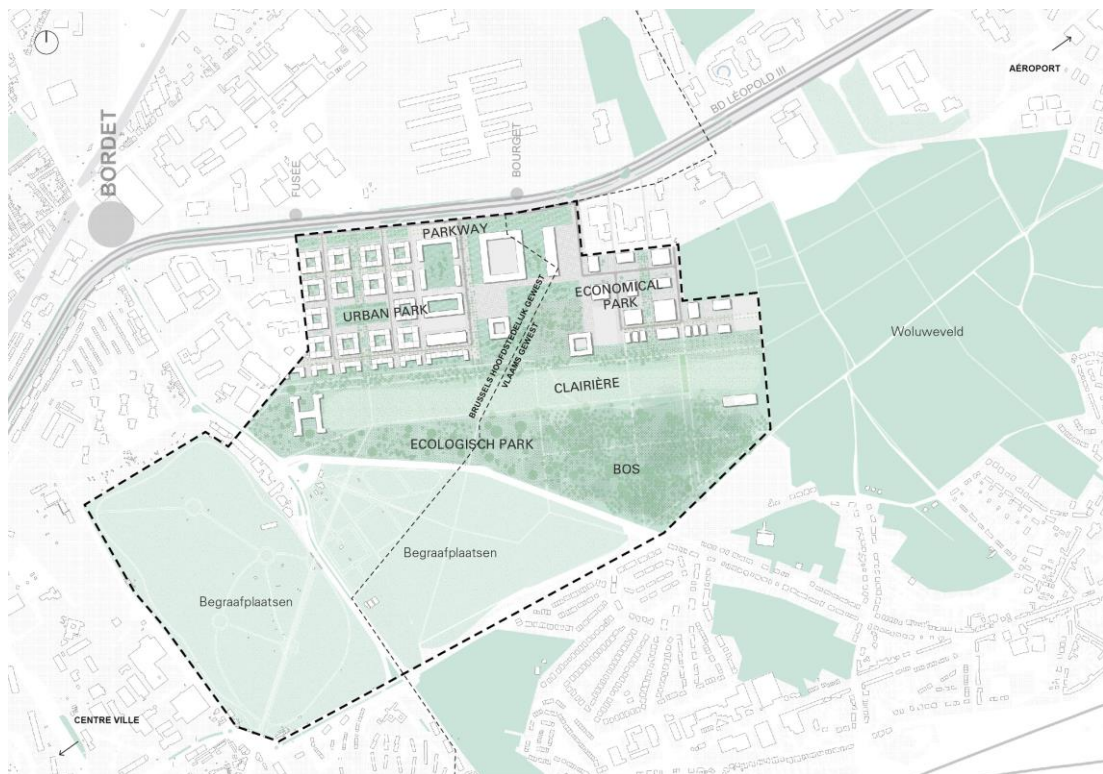 AÉROPORT
BD LÉOPOLD III
BORDET
FUSÉE
BOURGET
PARKWAY
ECONOMICAL
PARK
URBAN PARK
BRUSSELS HOOFDSTEDELIJK GEWEST
VLAAMS GEWEST
Woluweveld
CLAIRIÈRE
ECOLOGISCH PARK
BOS
Begraafplaatsen
Begraafplaatsen
CENTRE VILLE